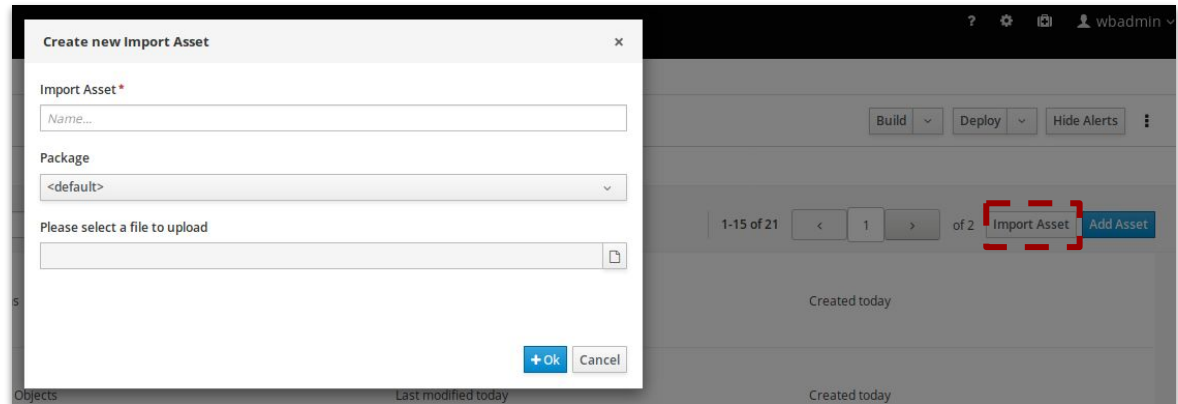 ? wbadmin
Create new Import Asset ×
Import Asset *
Name...
Build Deploy Hide Alerts
Package
<default>
Please select a file to upload
1-15 of 21 < 1 > of 2 Import Asset Add Asset
s Created today
+ Ok Cancel
Objects Last modified today Created today